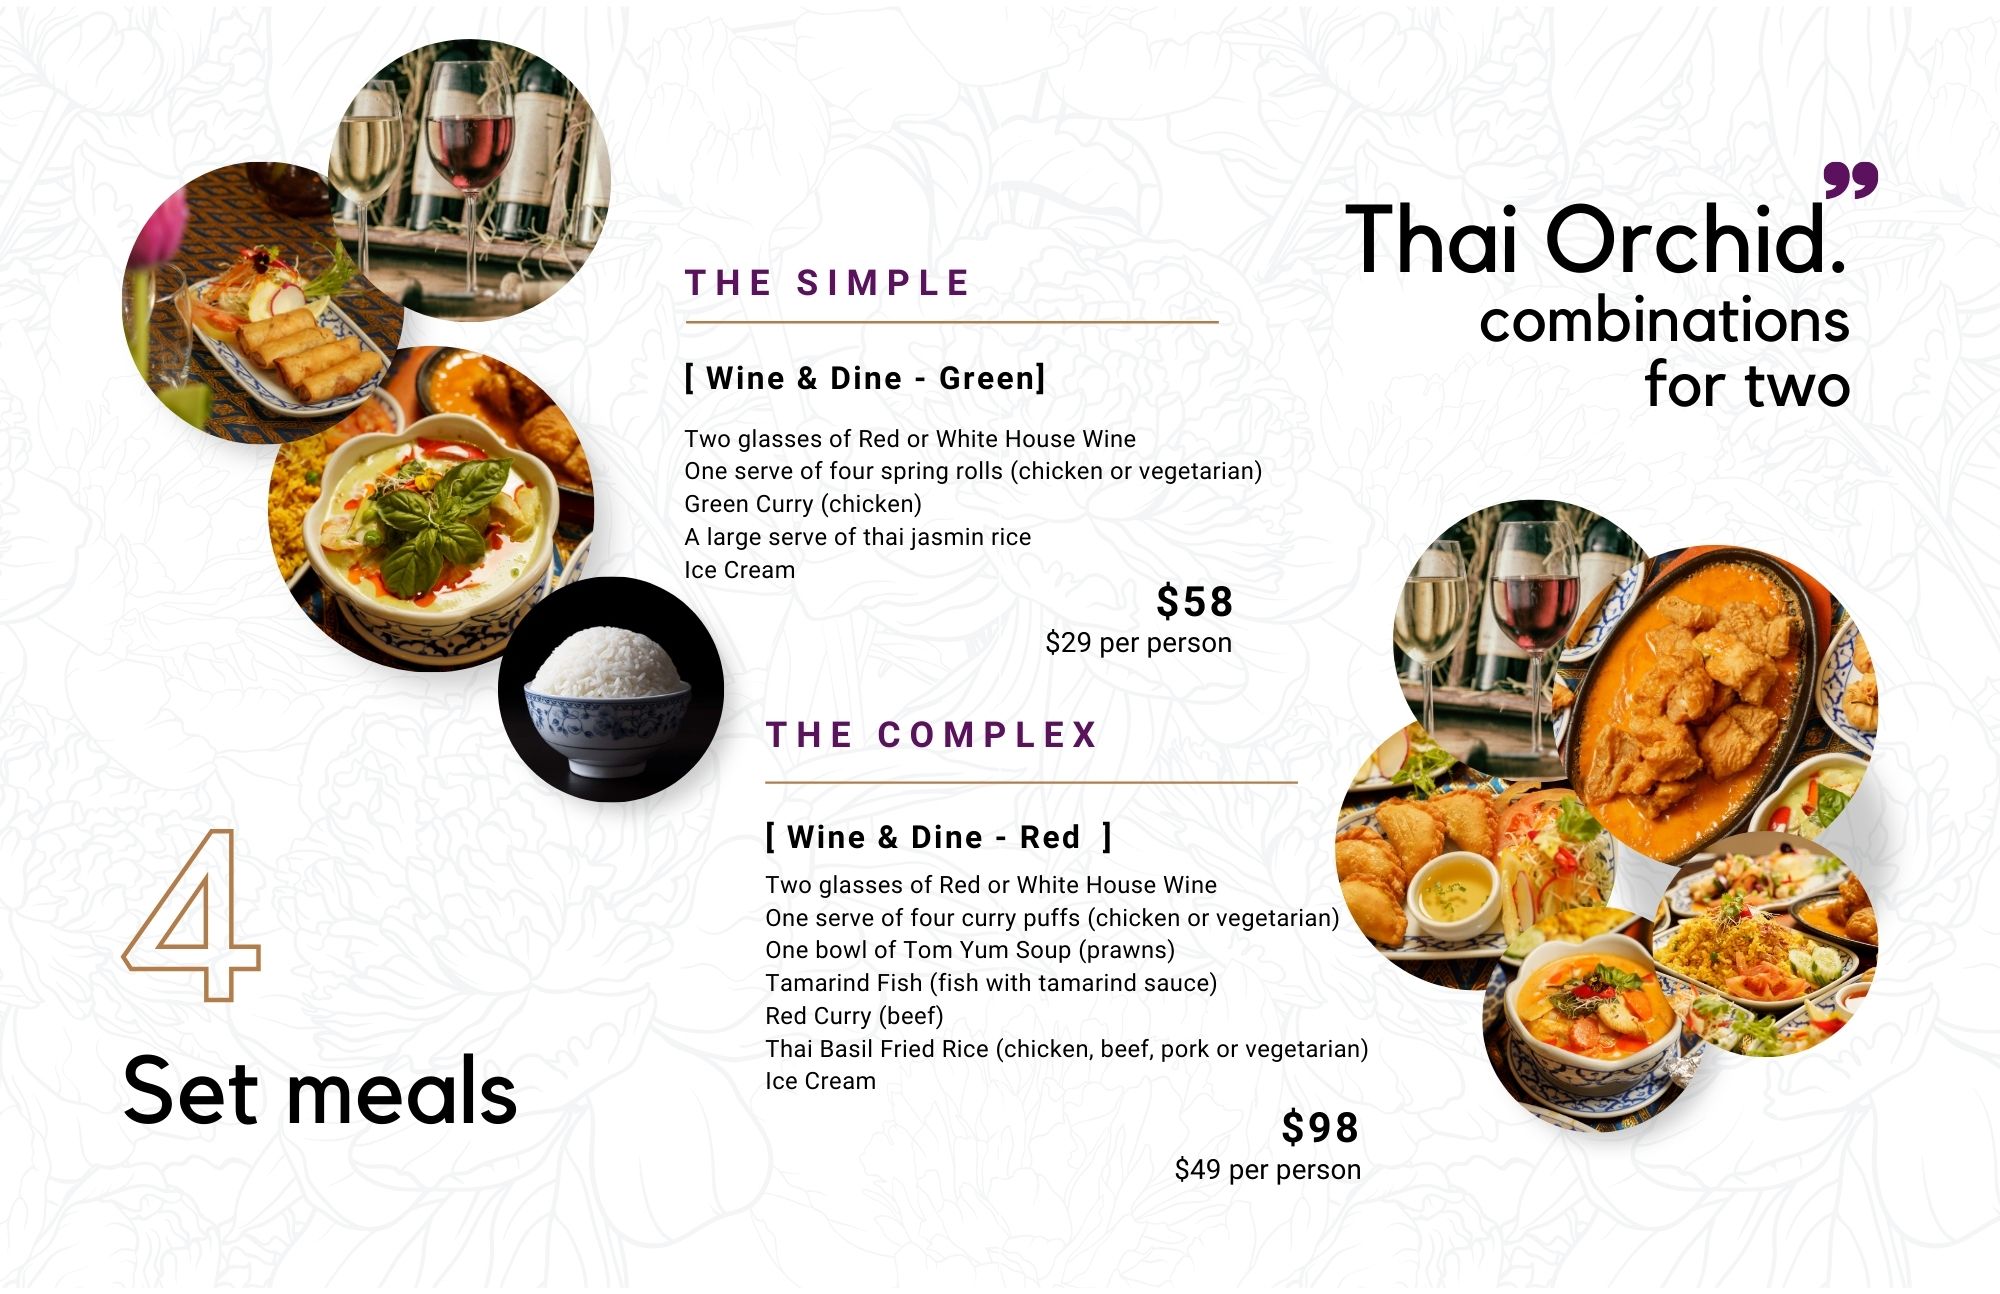 Thai Orchid.”
combinations
for two
THE SIMPLE
[ Wine & Dine - Green]
Two glasses of Red or White House Wine
One serve of four spring rolls (chicken or vegetarian)
Green Curry (chicken)
A large serve of thai jasmin rice
Ice Cream
$58
$29 per person
THE COMPLEX
[ Wine & Dine - Red ]
Two glasses of Red or White House Wine
One serve of four curry puffs (chicken or vegetarian)
One bowl of Tom Yum Soup (prawns)
Tamarind Fish (fish with tamarind sauce)
Red Curry (beef)
Thai Basil Fried Rice (chicken, beef, pork or vegetarian)
Ice Cream
$98
$49 per person
4
Set meals